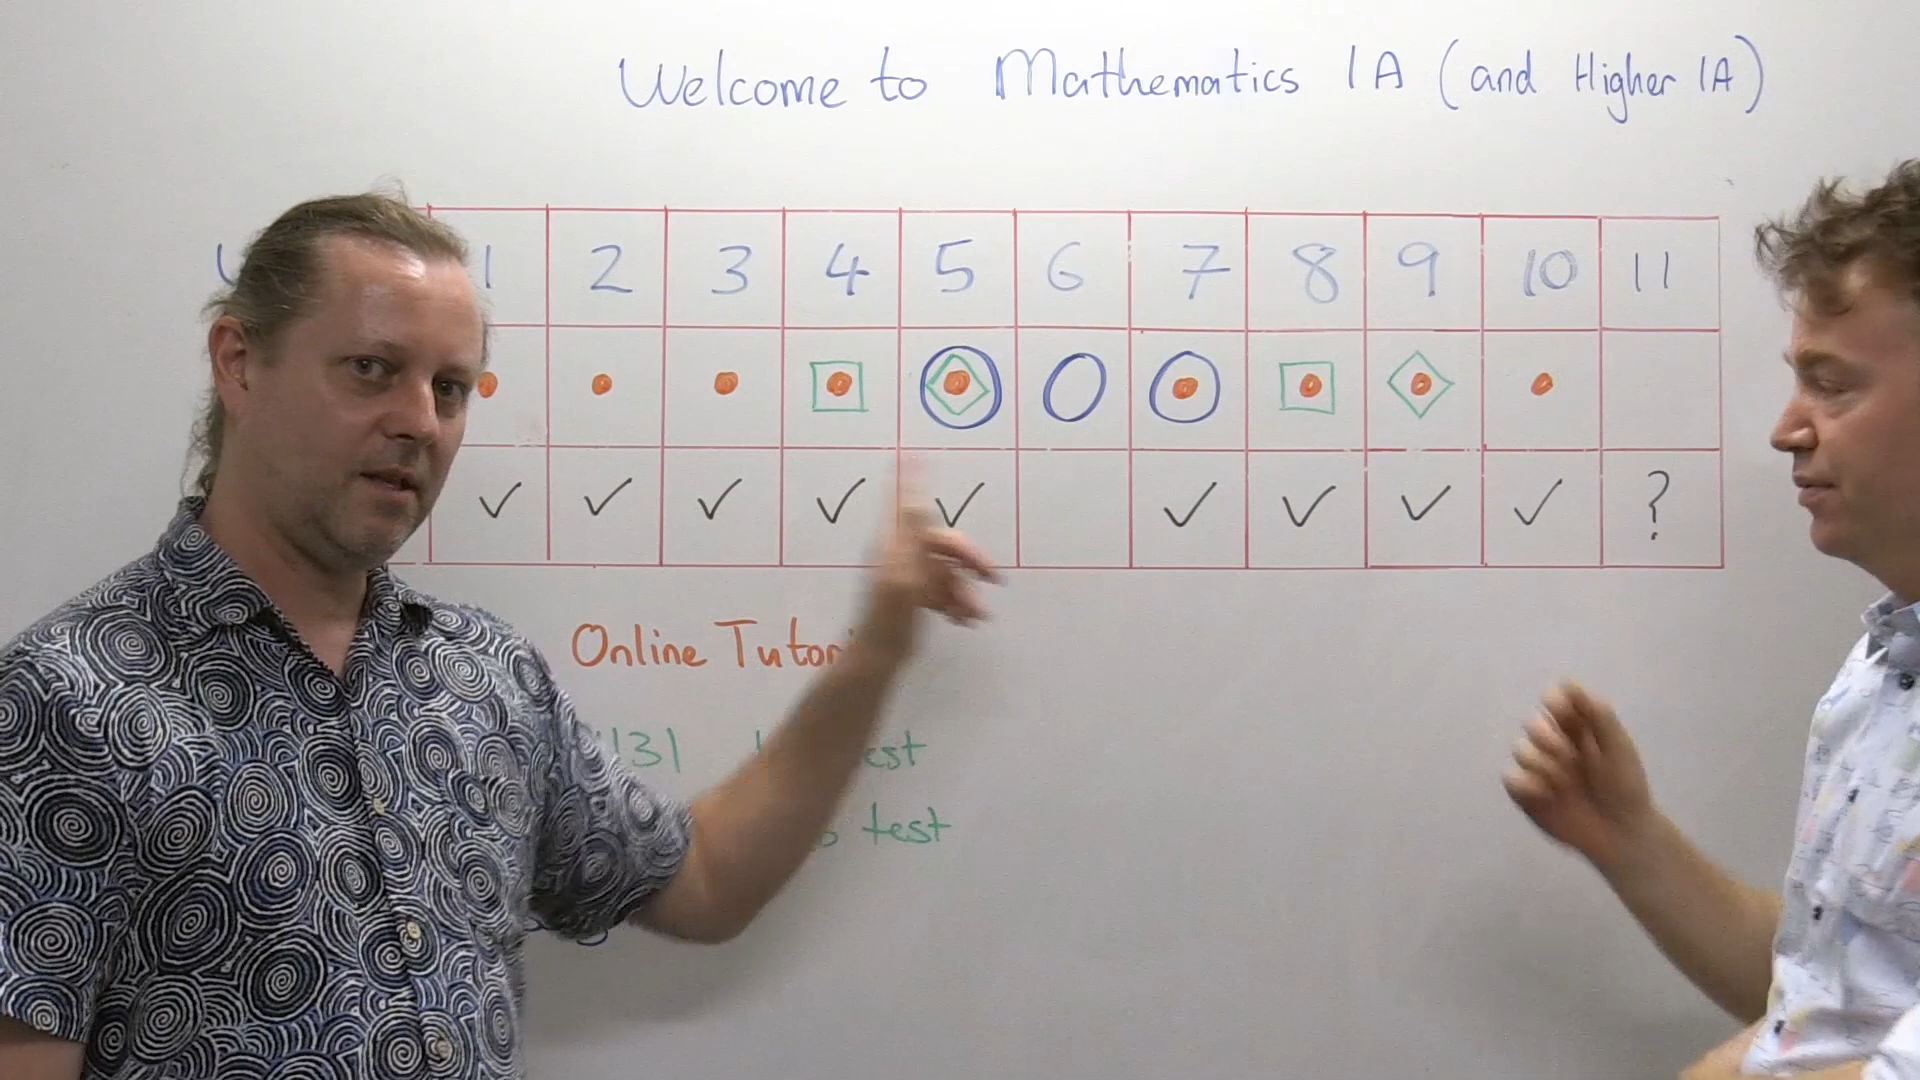 Welcome to Mathematics 1A (and Higher 1A)
1 2 3 4 5 6 7 8 9 10 11
✓ ✓ ✓ ✓ ✓ ✓ ✓ ✓ ✓ ?
Online
131
test